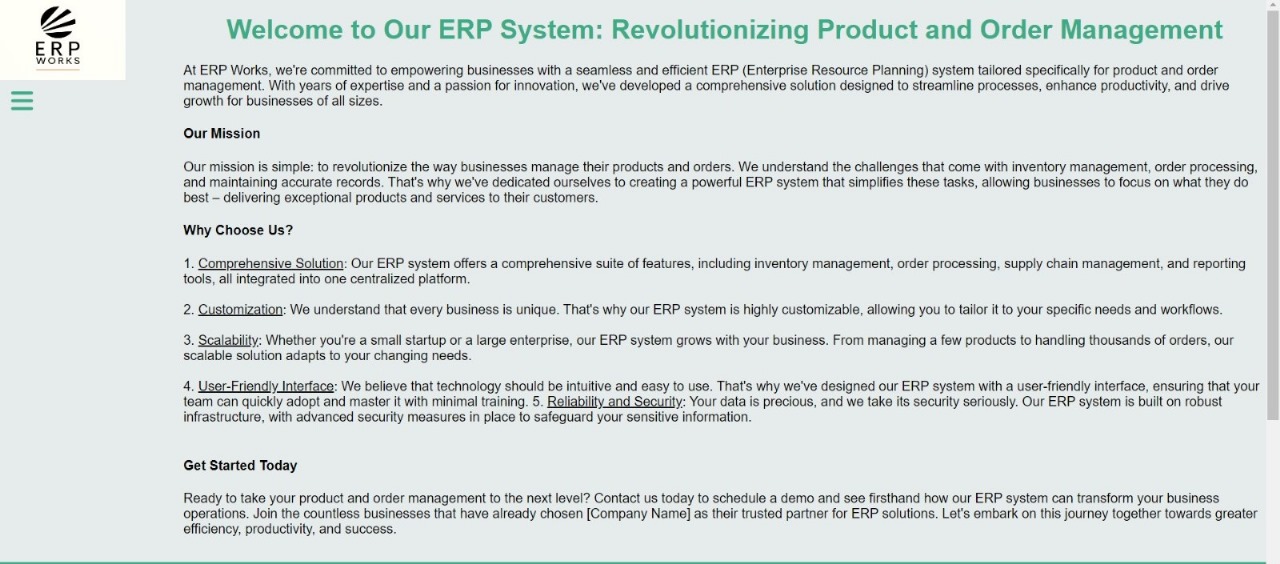 ERP
WORKS
Welcome to Our ERP System: Revolutionizing Product and Order Management
At ERP Works, we're committed to empowering businesses with a seamless and efficient ERP (Enterprise Resource Planning) system tailored specifically for product and order
management. With years of expertise and a passion for innovation, we've developed a comprehensive solution designed to streamline processes, enhance productivity, and drive
growth for businesses of all sizes.
Our Mission
Our mission is simple: to revolutionize the way businesses manage their products and orders. We understand the challenges that come with inventory management, order processing,
and maintaining accurate records. That's why we've dedicated ourselves to creating a powerful ERP system that simplifies these tasks, allowing businesses to focus on what they do
best – delivering exceptional products and services to their customers.
Why Choose Us?
1. Comprehensive Solution: Our ERP system offers a comprehensive suite of features, including inventory management, order processing, supply chain management, and reporting
tools, all integrated into one centralized platform.
2. Customization: We understand that every business is unique. That's why our ERP system is highly customizable, allowing you to tailor it to your specific needs and workflows.
3. Scalability: Whether you're a small startup or a large enterprise, our ERP system grows with your business. From managing a few products to handling thousands of orders, our
scalable solution adapts to your changing needs.
4. User-Friendly Interface: We believe that technology should be intuitive and easy to use. That's why we've designed our ERP system with a user-friendly interface, ensuring that your
team can quickly adopt and master it with minimal training. 5. Reliability and Security: Your data is precious, and we take its security seriously. Our ERP system is built on robust
infrastructure, with advanced security measures in place to safeguard your sensitive information.
Get Started Today
Ready to take your product and order management to the next level? Contact us today to schedule a demo and see firsthand how our ERP system can transform your business
operations. Join the countless businesses that have already chosen [Company Name] as their trusted partner for ERP solutions. Let's embark on this journey together towards greater
efficiency, productivity, and success.